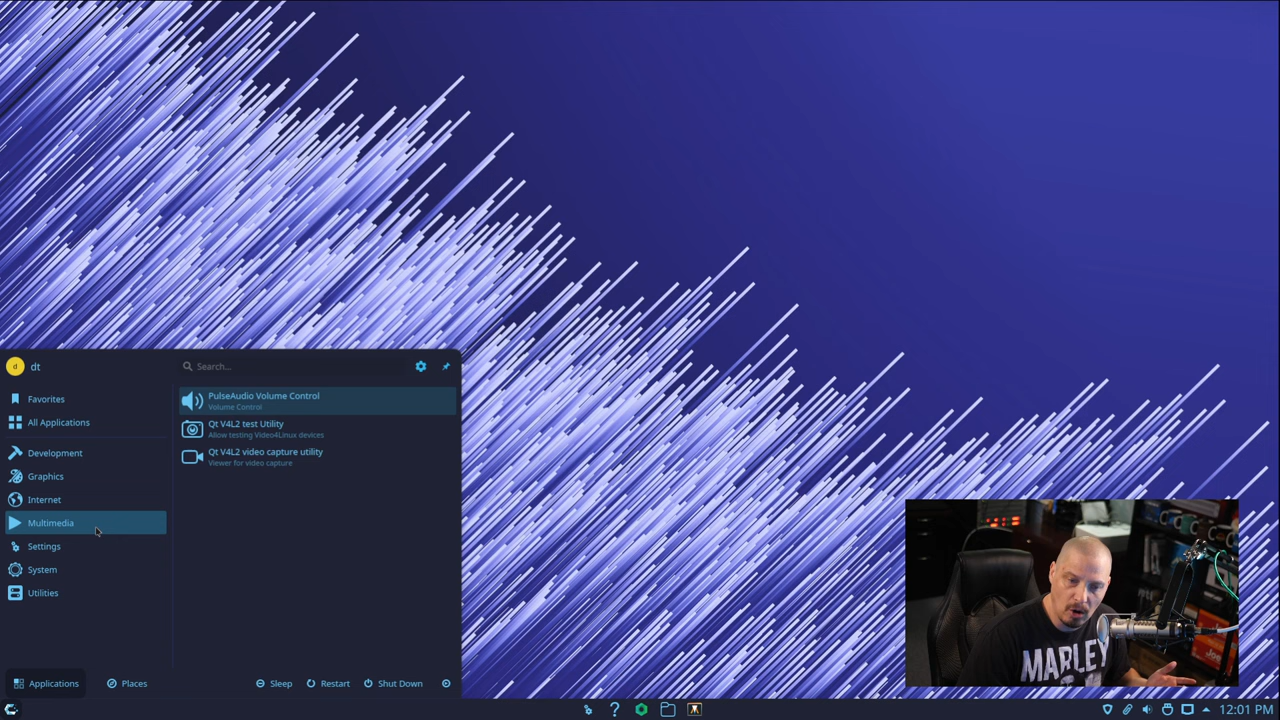 d
dt
Search...
Favorites
All Applications
Development
Graphics
Internet
Multimedia
Settings
System
Utilities
PulseAudio Volume Control
Volume Control
Qt V4L2 test Utility
Allow testing Video4Linux devices
Qt V4L2 video capture utility
Viewer for video capture
MARLEY
Applications
Places
Sleep
Restart
Shut Down
12:01 PM